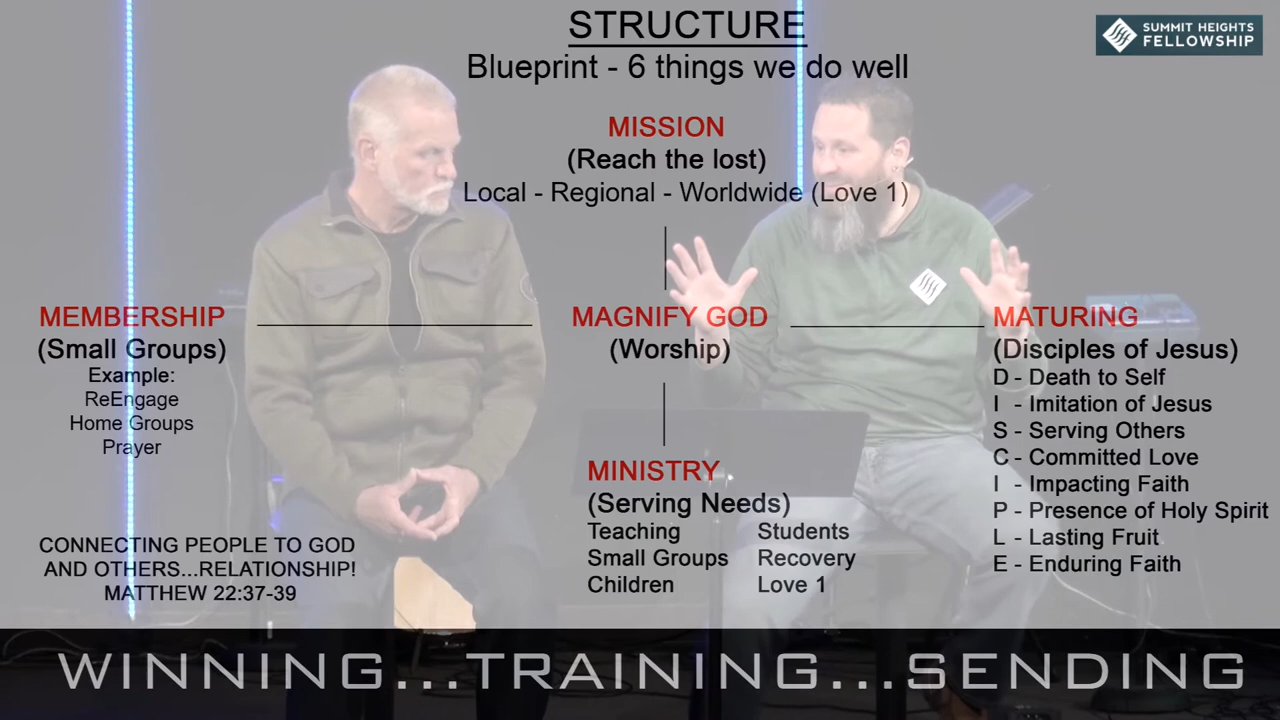 STRUCTURE
Blueprint - 6 things we do well
SUMMIT HEIGHTS
FELLOWSHIP
MISSION
(Reach the lost)
Local - Regional - Worldwide (Love 1)
MEMBERSHIP
(Small Groups)
Example:
ReEngage
Home Groups
Prayer
MAGNIFY GOD
(Worship)
MATURING
(Disciples of Jesus)
D - Death to Self
I - Imitation of Jesus
S - Serving Others
C - Committed Love
I - Impacting Faith
P - Presence of Holy Spirit
L - Lasting Fruit
E - Enduring Faith
MINISTRY
(Serving Needs)
Teaching Students
Small Groups Recovery
Children Love 1
CONNECTING PEOPLE TO GOD
AND OTHERS...RELATIONSHIP!
MATTHEW 22:37-39
WINNING...TRAINING...SENDING